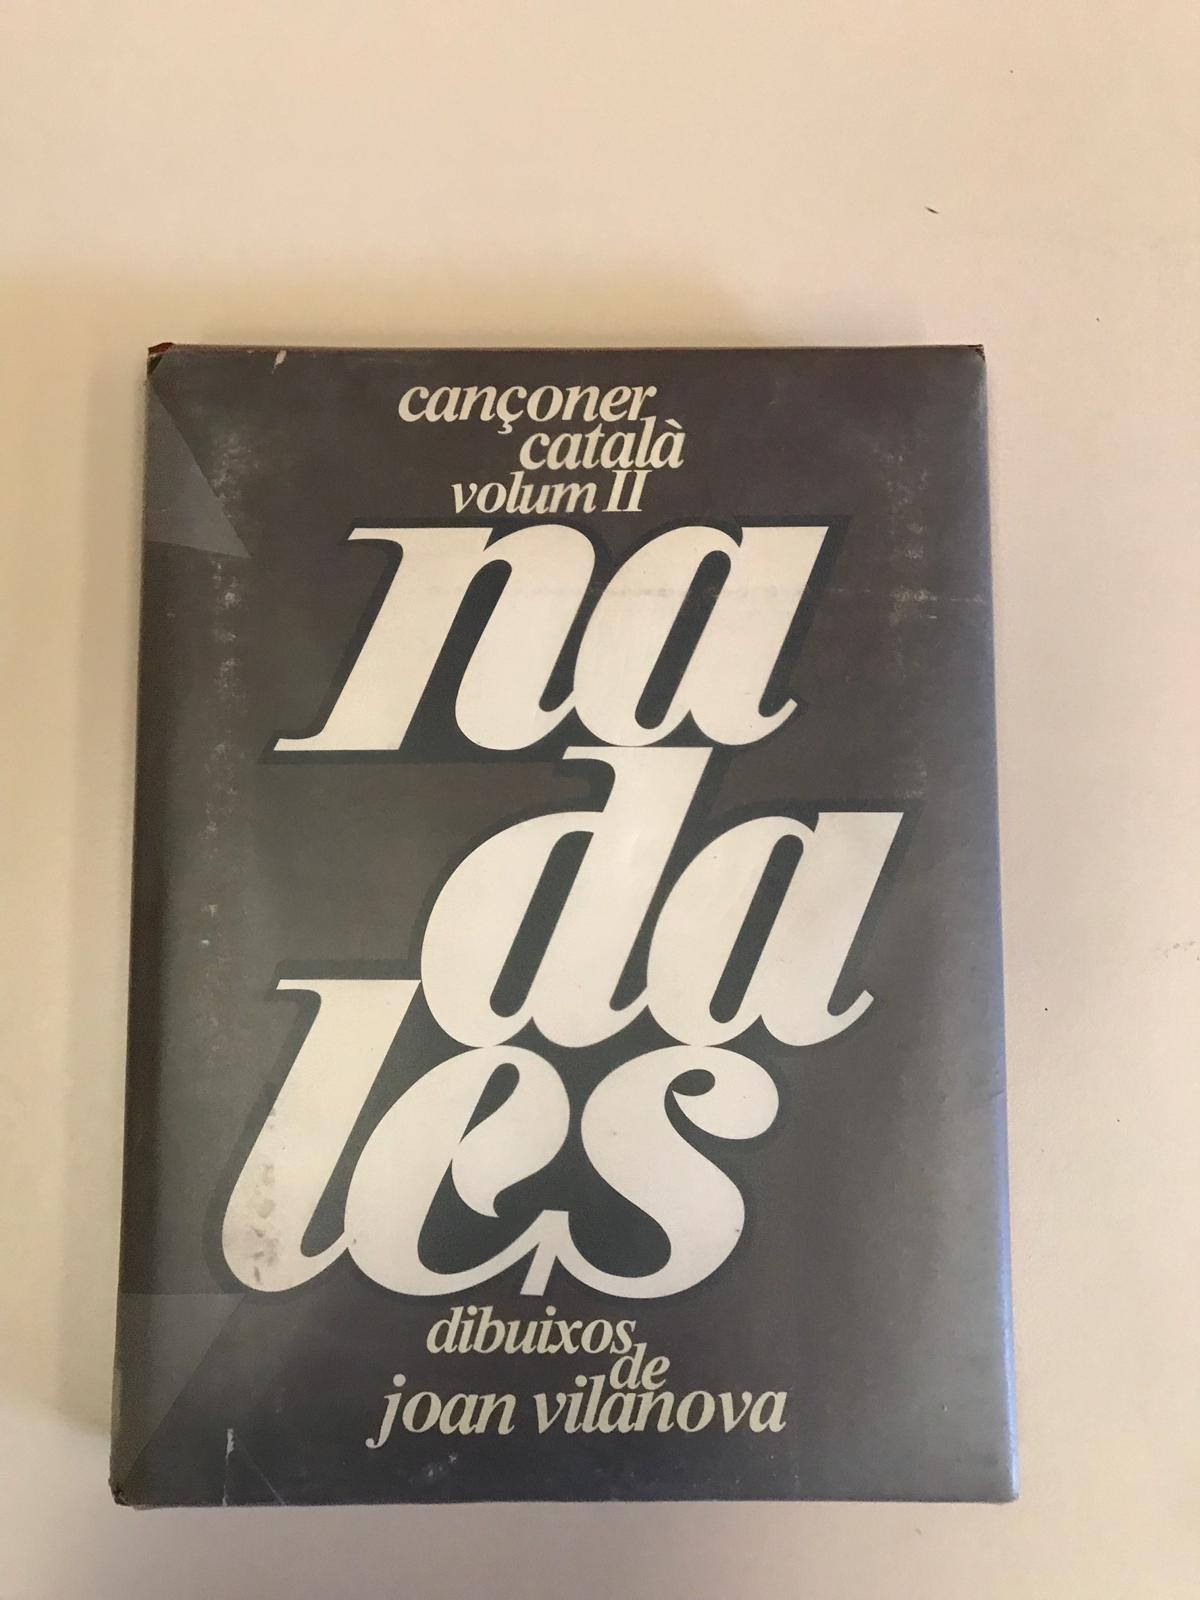 cançoner
català
volum II
na
da
les
dibuixos
de
joan vilanova